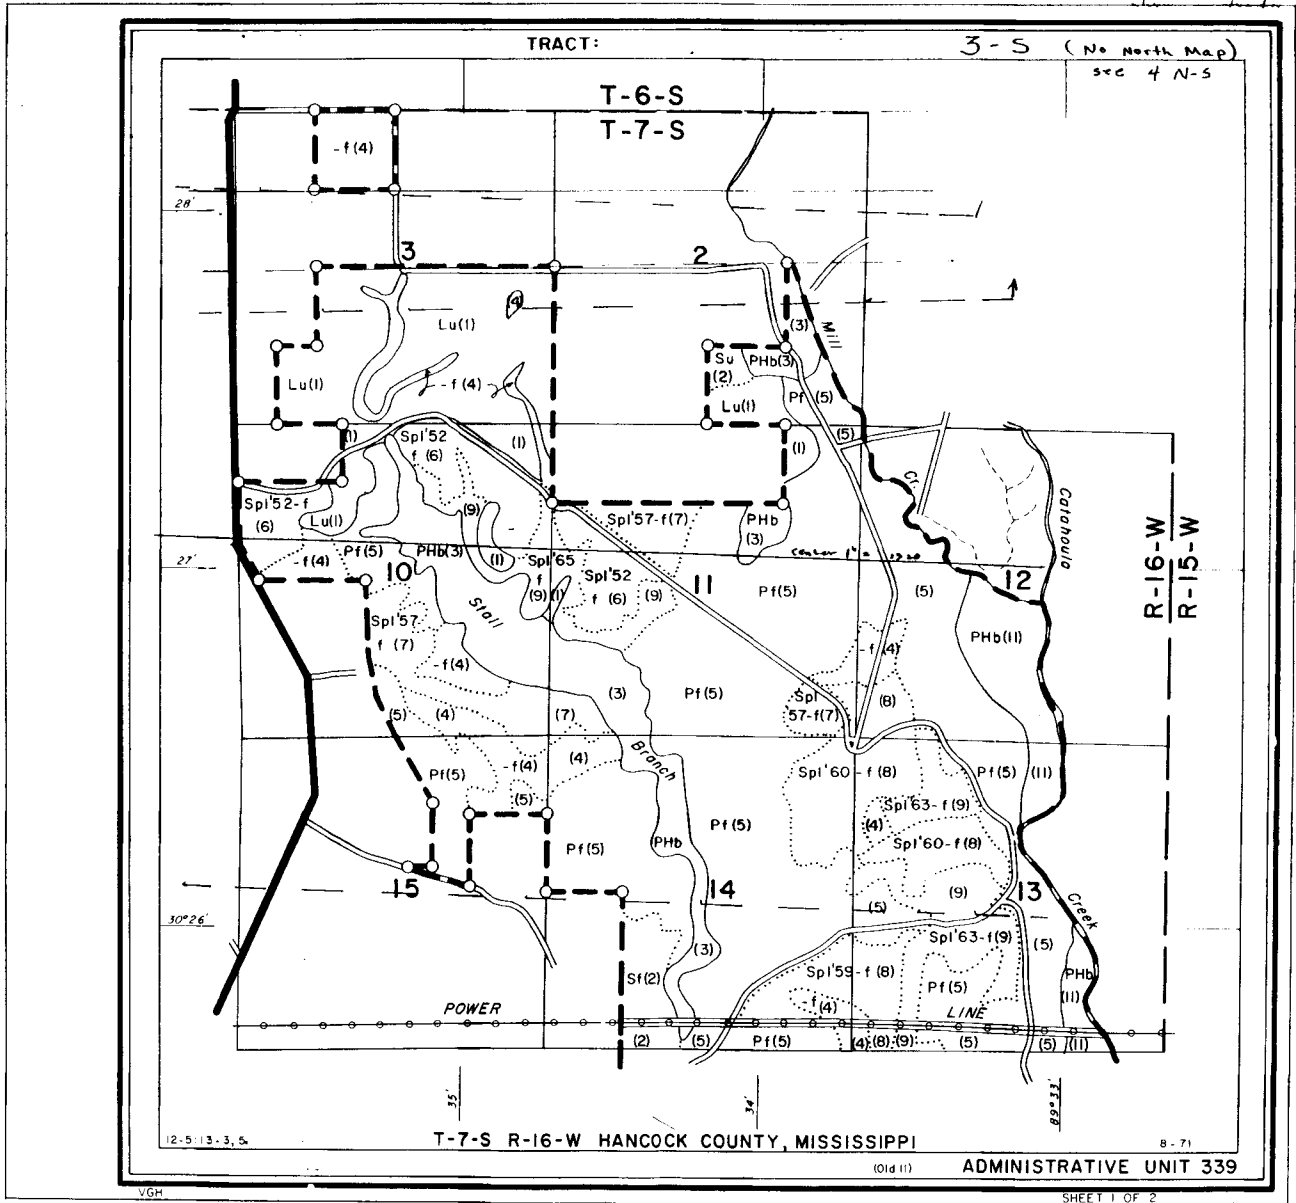 TRACT:
3-S (No North Map)
see 4 N-S
T-6-S
T-7-S
-f(4)
28'
3
2
(4)
Lu(1)
(3)
Mill
Su
(2)
PHb(3)
Lu(1)
-f(4)
Lu(1)
Pf (5)
(1)
Spl'52
f (6)
(1)
(1)
(5)
Cr.
Catahoula
Spl'52-f
(6)
Lu(1)
(9)
Spl'57-f(7)
PHb
(3)
R-16-W
R-15-W
27'
-f(4)
Pf(5)
PHb(3)
(1)
Spl'65
f
(9)
(1)
Spl'52
f (6)
(9)
10
11
12
Pf(5)
(5)
Stall
Spl'57
f (7)
-f(4)
PHb(11)
-f(4)
(3)
Pf(5)
Spl
'57-f(7)
(8)
(5)
(4)
(7)
Branch
-f(4)
(4)
Pf(5)
(5)
Spl'60-f(8)
Pf(5)
(11)
Spl'63-f(9)
(4)
Pf(5)
Spl'60-f(8)
Pf(5)
PHb
15
14
(9)
13
(5)
Creek
30°26'
(3)
Spl'63-f(9)
(5)
Sf(2)
Spl'59-f(8)
Pf(5)
PHb
(11)
-f(4)
POWER
LINE
(2)
(5)
Pf(5)
(4)
(8)
(9)
(5)
(5)
(11)
35'
34'
89°33'
12-5:13-3,5.
T-7-S R-16-W HANCOCK COUNTY, MISSISSIPPI
8-71
(Old 11)
ADMINISTRATIVE UNIT 339
VGH
SHEET 1 OF 2